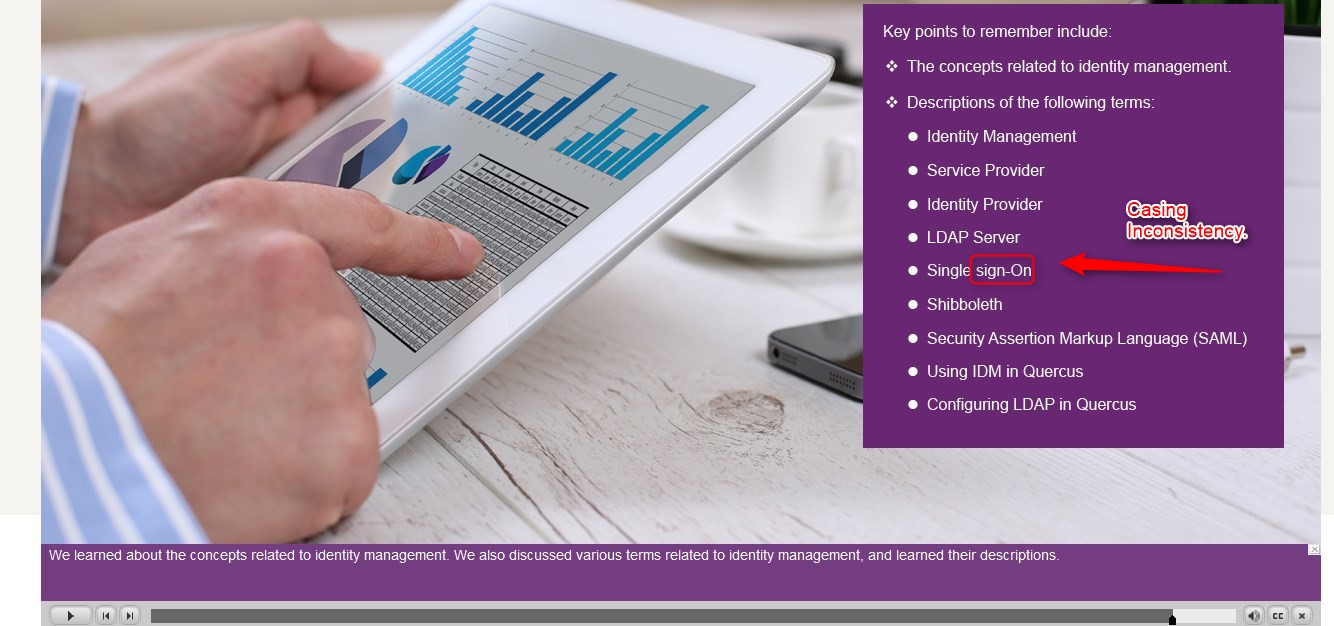 Key points to remember include:
❖ The concepts related to identity management.
❖ Descriptions of the following terms:
● Identity Management
● Service Provider
● Identity Provider
● LDAP Server
● Single sign-On
● Shibboleth
● Security Assertion Markup Language (SAML)
● Using IDM in Quercus
● Configuring LDAP in Quercus
Casing
Inconsistency.
We learned about the concepts related to identity management. We also discussed various terms related to identity management, and learned their descriptions.
CC